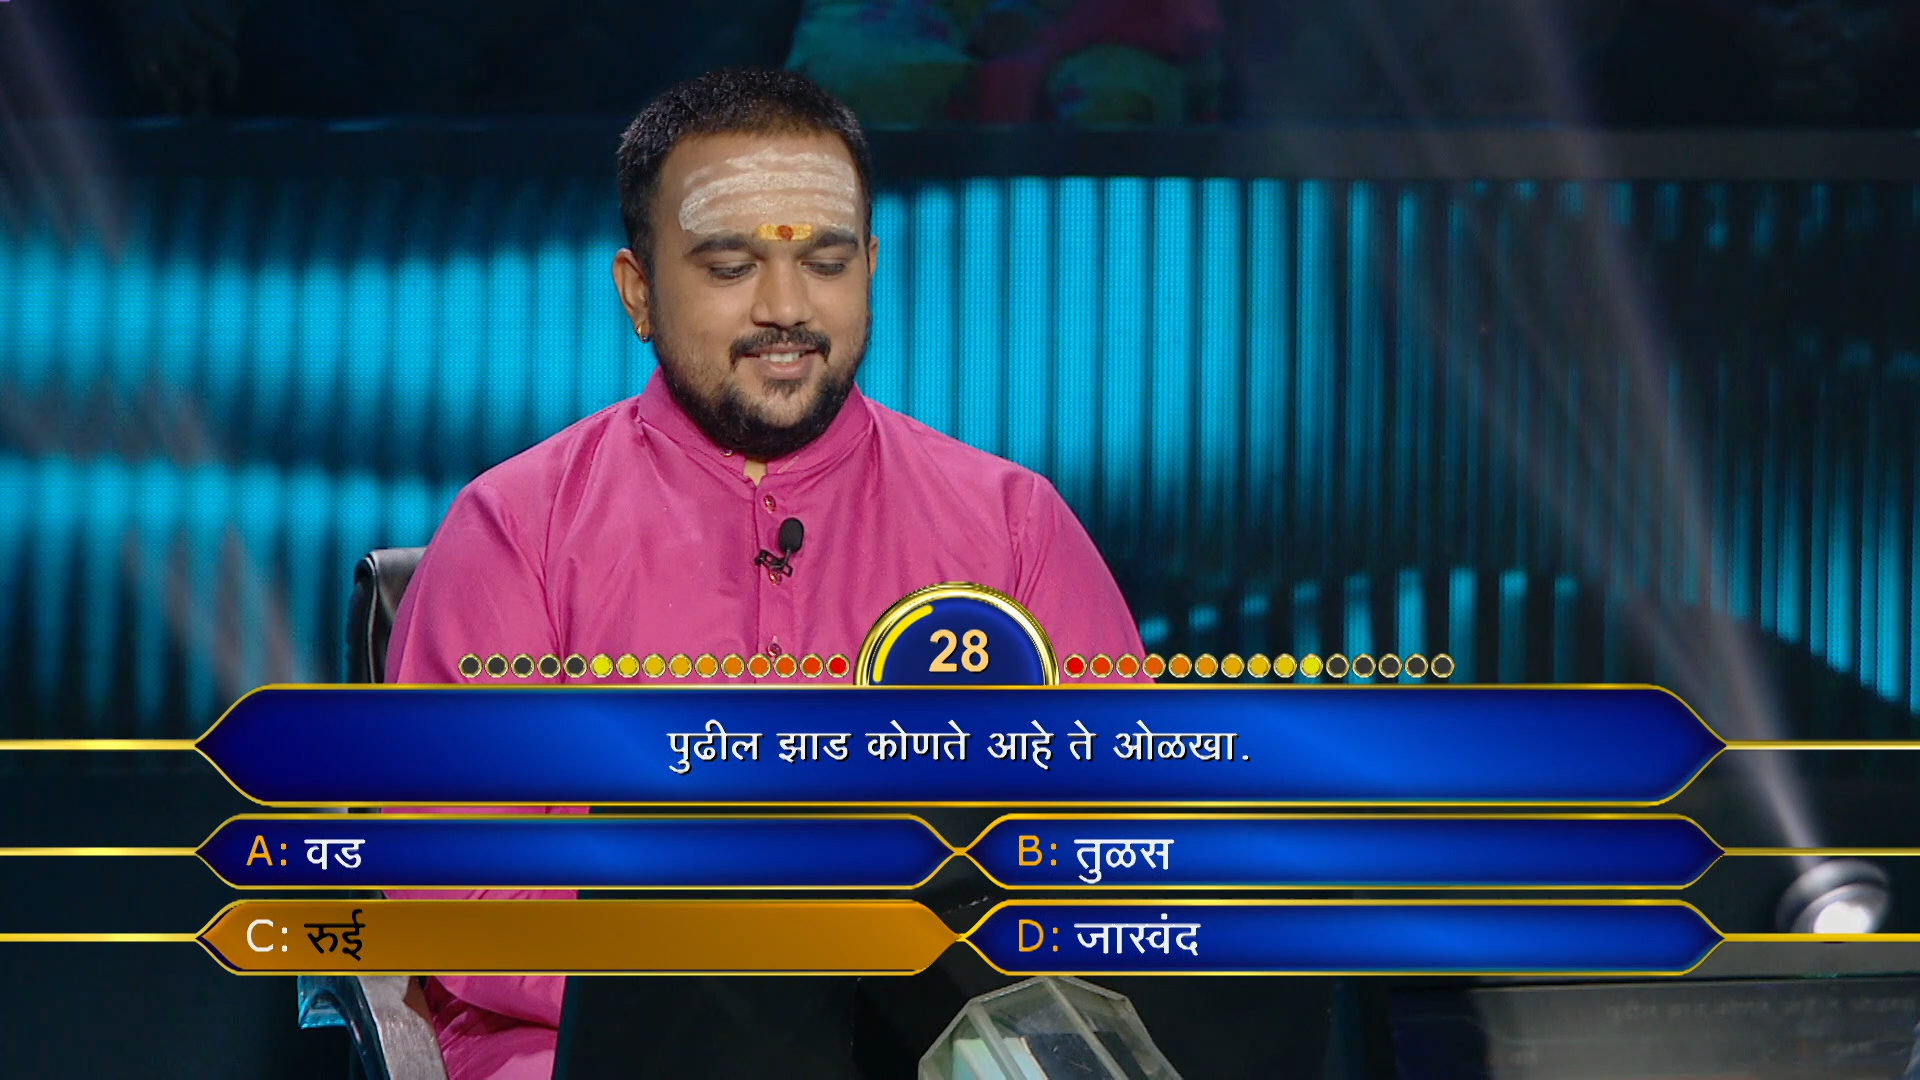 28
पुढील झाड कोणते आहे ते ओळखा.
A: वड
B: तुळस
C: रुई
D: जास्वंद